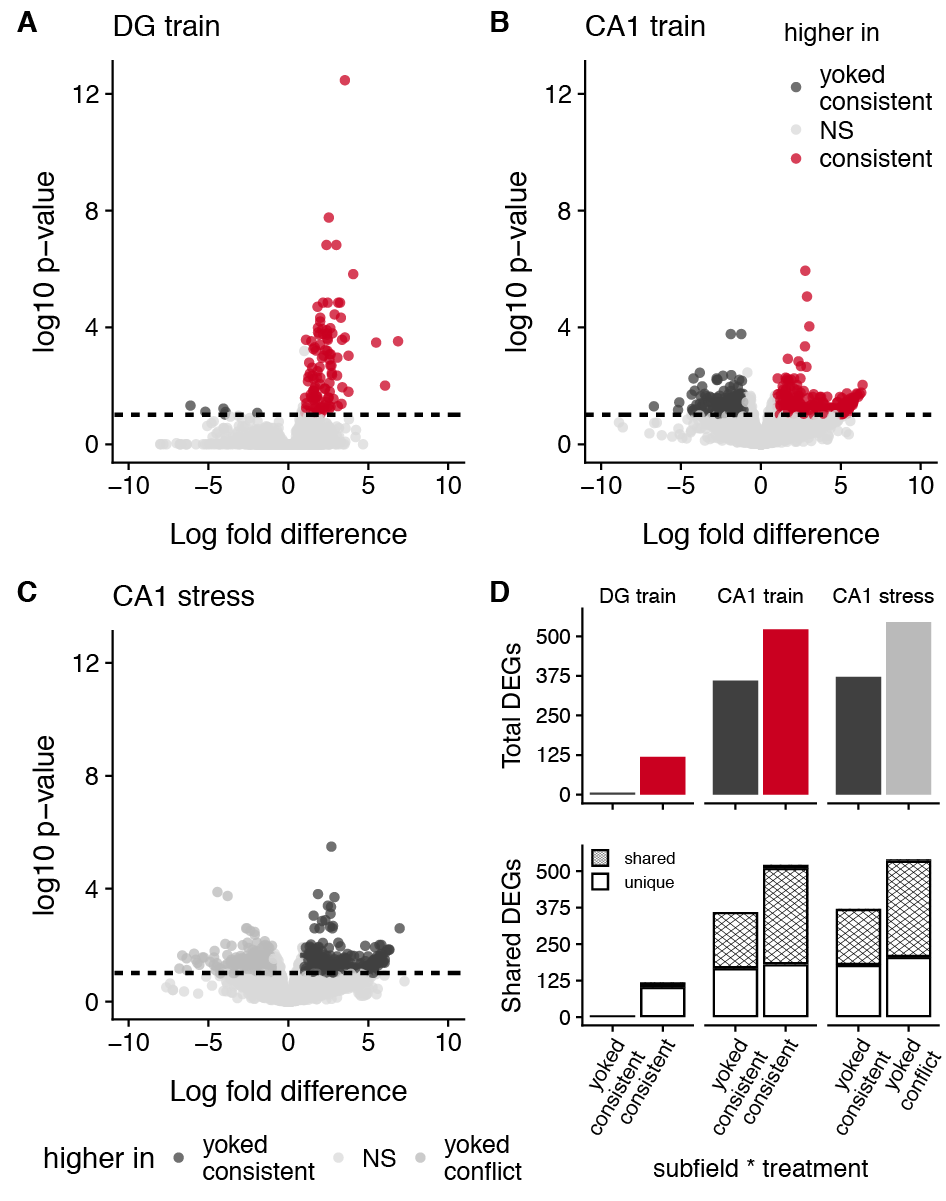 A
DG train
log10 p−value
12
8
4
0
−10
−5
0
5
10
Log fold difference
B
CA1 train
higher in
yoked
consistent
NS
consistent
log10 p−value
12
8
4
0
−10
−5
0
5
10
Log fold difference
C
CA1 stress
log10 p−value
12
8
4
0
−10
−5
0
5
10
Log fold difference
higher in
yoked
consistent
NS
yoked
conflict
D
DG train
CA1 train
CA1 stress
Total DEGs
500
375
250
125
0
Shared DEGs
500
375
250
125
0
shared
unique
yoked
consistent
consistent
yoked
consistent
consistent
yoked
consistent
yoked
conflict
subfield * treatment